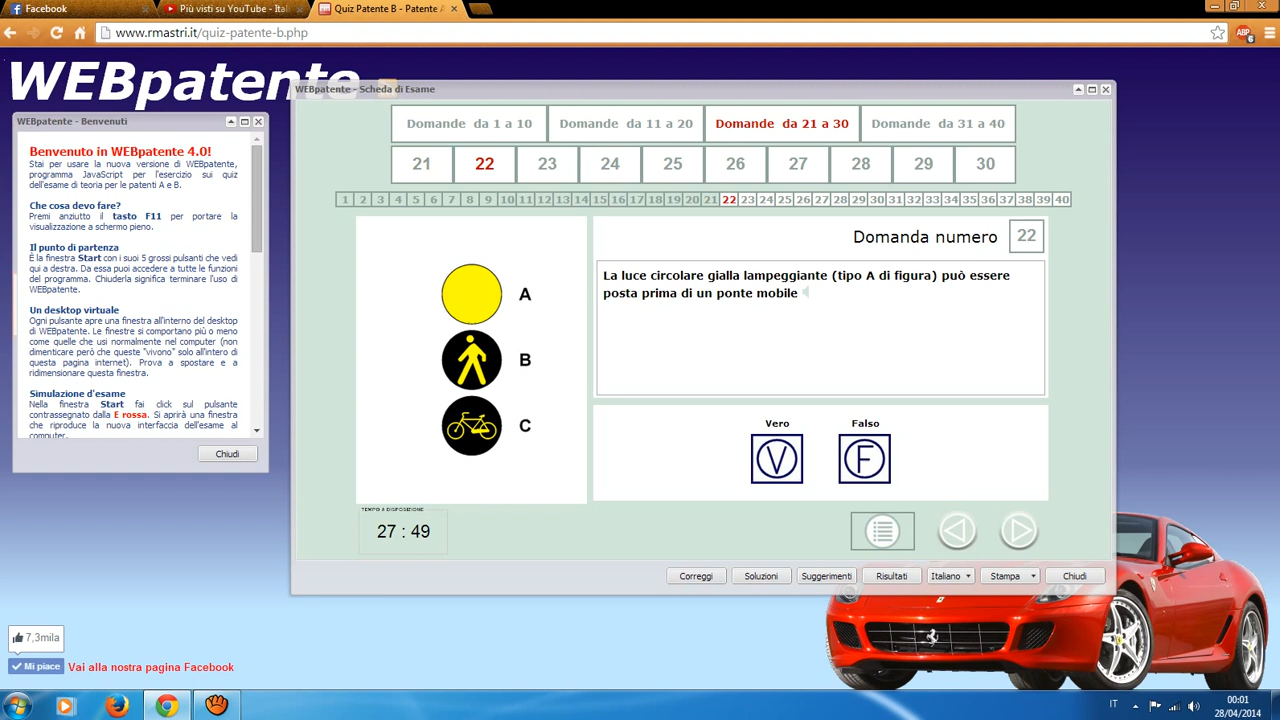 Facebook
Più visti su YouTube - Itali
Quiz Patente B - Patente A
www.rmastri.it/quiz-patente-b.php
ABP
6
WEBpatente
WEBpatente - Benvenuti
Benvenuto in WEBpatente 4.0!
Stai per usare la nuova versione di WEBpatente,
programma JavaScript per l'esercizio sui quiz
dell'esame di teoria per le patenti A e B.
Che cosa devo fare?
Premi anziutto il tasto F11 per portare la
visualizzazione a schermo pieno.
Il punto di partenza
È la finestra Start con i suoi 5 grossi pulsanti che vedi
qui a destra. Da essa puoi accedere a tutte le funzioni
del programma. Chiuderla significa terminare l'uso di
WEBpatente.
Un desktop virtuale
Ogni pulsante apre una finestra all'interno del desktop
di WEBpatente. Le finestre si comportano più o meno
come quelle che usi normalmente nel computer (non
dimenticare però che queste "vivono" solo all'intero di
questa pagina internet). Prova a spostare e a
ridimensionare questa finestra.
Simulazione d'esame
Nella finestra Start fai click sul pulsante
contrassegnato dalla E rossa. Si aprirà una finestra
che riproduce la nuova interfaccia dell'esame al
computer.
Chiudi
WEBpatente - Scheda di Esame
Domande da 1 a 10 Domande da 11 a 20 Domande da 21 a 30 Domande da 31 a 40
21 22 23 24 25 26 27 28 29 30
1 2 3 4 5 6 7 8 9 10 11 12 13 14 15 16 17 18 19 20 21 22 23 24 25 26 27 28 29 30 31 32 33 34 35 36 37 38 39 40
A
B
C
Domanda numero 22
La luce circolare gialla lampeggiante (tipo A di figura) può essere
posta prima di un ponte mobile
Vero Falso
V F
TEMPO A DISPOSIZIONE
27 : 49
Correggi Soluzioni Suggerimenti Risultati Italiano Stampa Chiudi
7,3mila
Mi piace
Vai alla nostra pagina Facebook
IT
00:01
28/04/2014